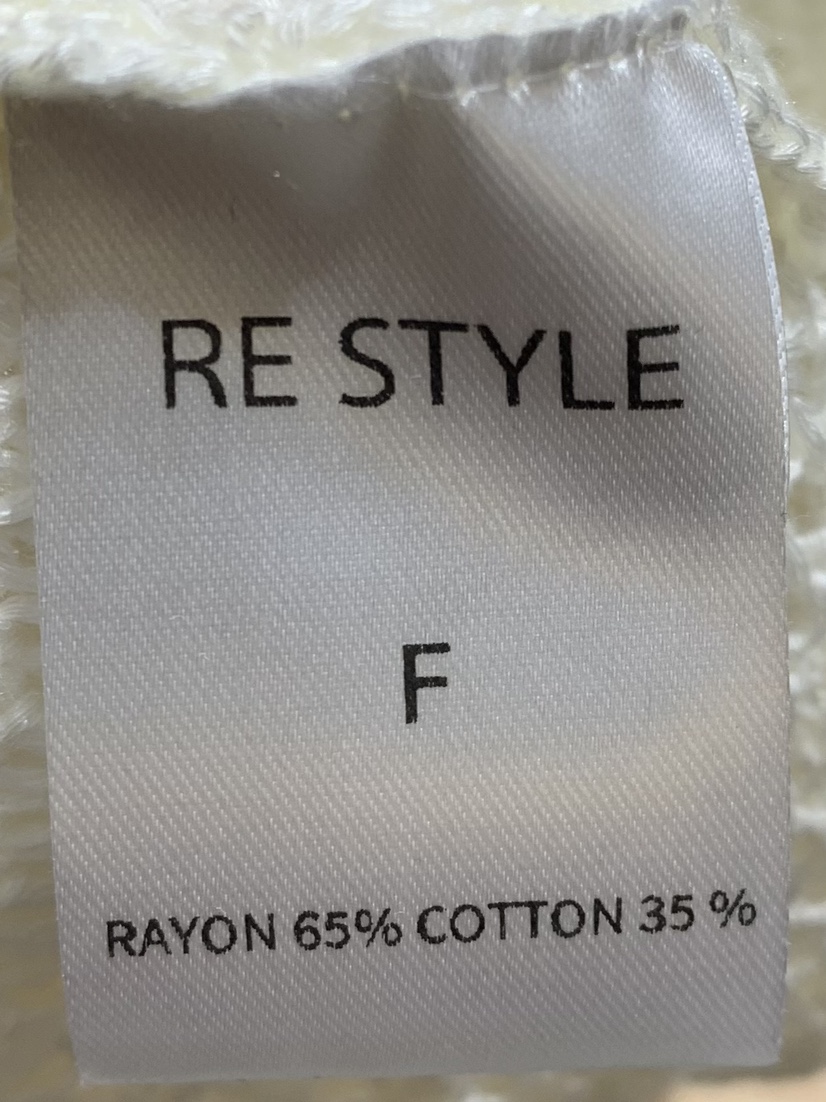 RE STYLE
F
RAYON 65% COTTON 35 %